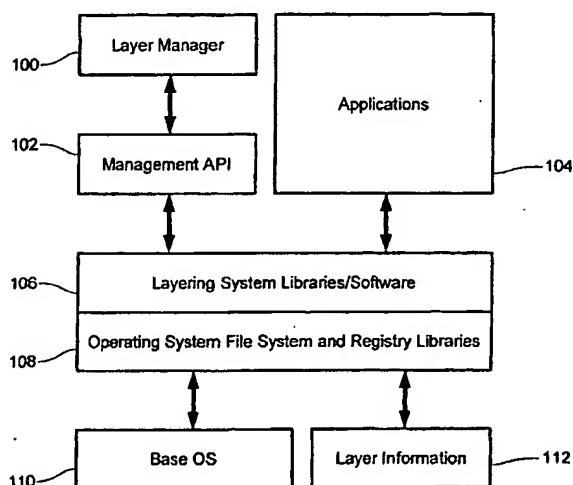 Layer Manager
100
Applications
102
Management API
104
106
Layering System Libraries/Software
Operating System File System and Registry Libraries
108
Base OS
Layer Information
112
110